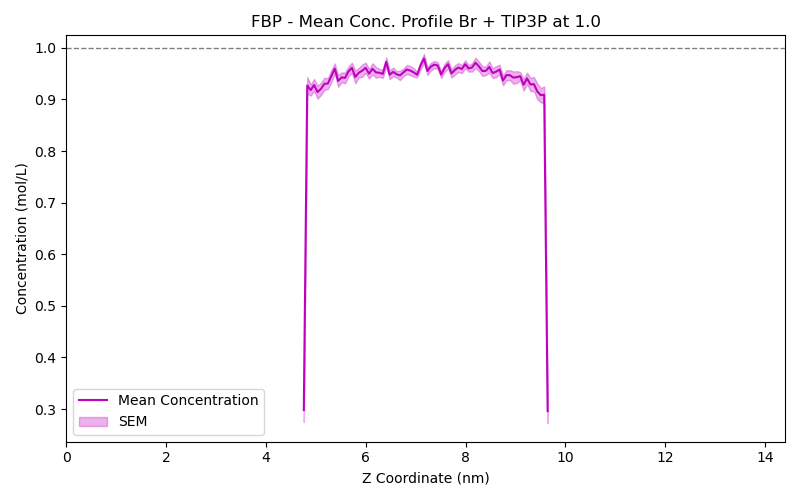 FBP - Mean Conc. Profile Br + TIP3P at 1.0
Concentration (mol/L)
1.0
0.9
0.8
0.7
0.6
0.5
0.4
0.3
Mean Concentration
SEM
0 2 4 6 8 10 12 14
Z Coordinate (nm)